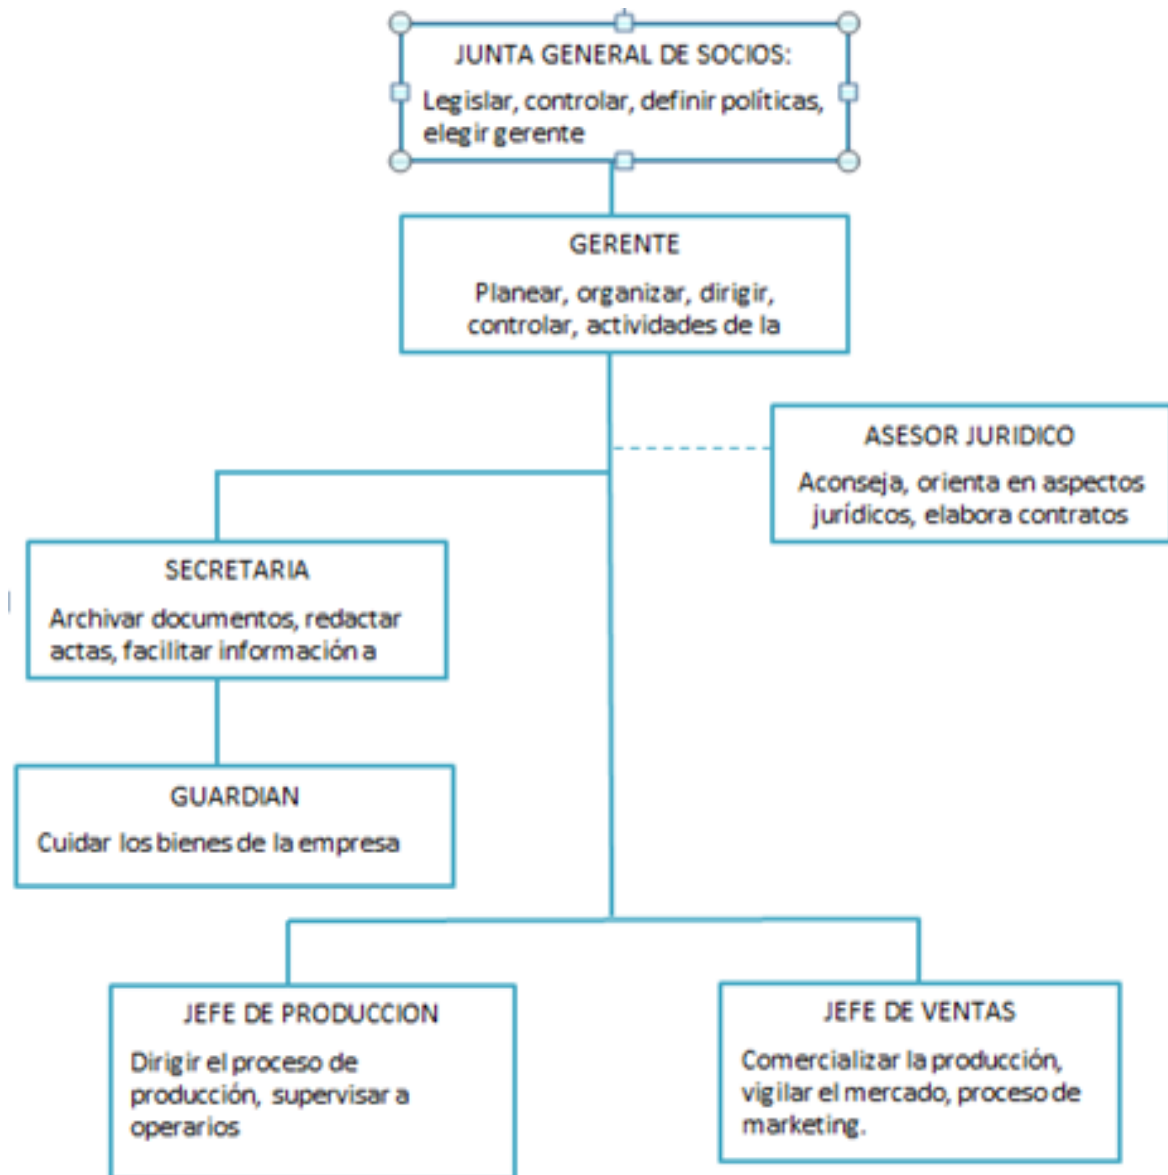 JUNTA GENERAL DE SOCIOS:
Legislar, controlar, definir políticas,
elegir gerente
GERENTE
Planear, organizar, dirigir,
controlar, actividades de la
ASESOR JURIDICO
Aconseja, orienta en aspectos
jurídicos, elabora contratos
SECRETARIA
Archivar documentos, redactar
actas, facilitar información a
GUARDIAN
Cuidar los bienes de la empresa
JEFE DE PRODUCCION
Dirigir el proceso de
producción, supervisar a
operarios
JEFE DE VENTAS
Comercializar la producción,
vigilar el mercado, proceso de
marketing.